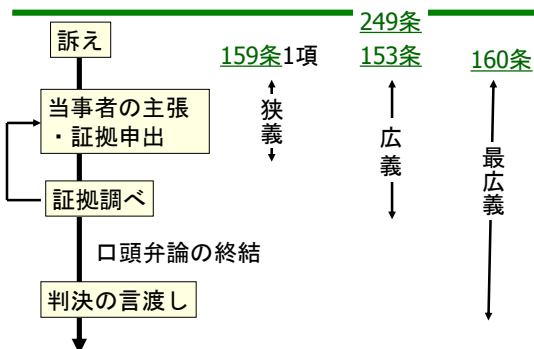 訴え
当事者の主張
・証拠申出
証拠調べ
口頭弁論の終結
判決の言渡し
159条1項
狭義
249条
153条
広義
160条
最広義